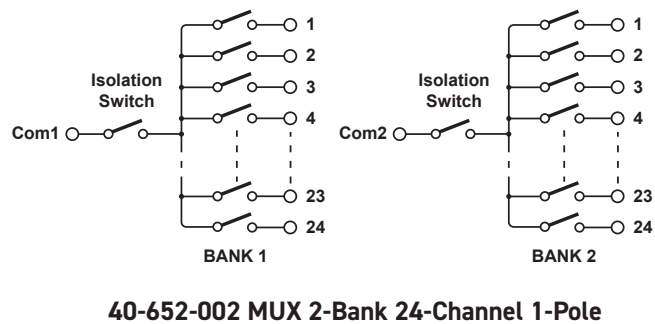 1
2
3
4
23
24
Isolation
Switch
Com1
BANK 1
1
2
3
4
23
24
Isolation
Switch
Com2
BANK 2
40-652-002 MUX 2-Bank 24-Channel 1-Pole